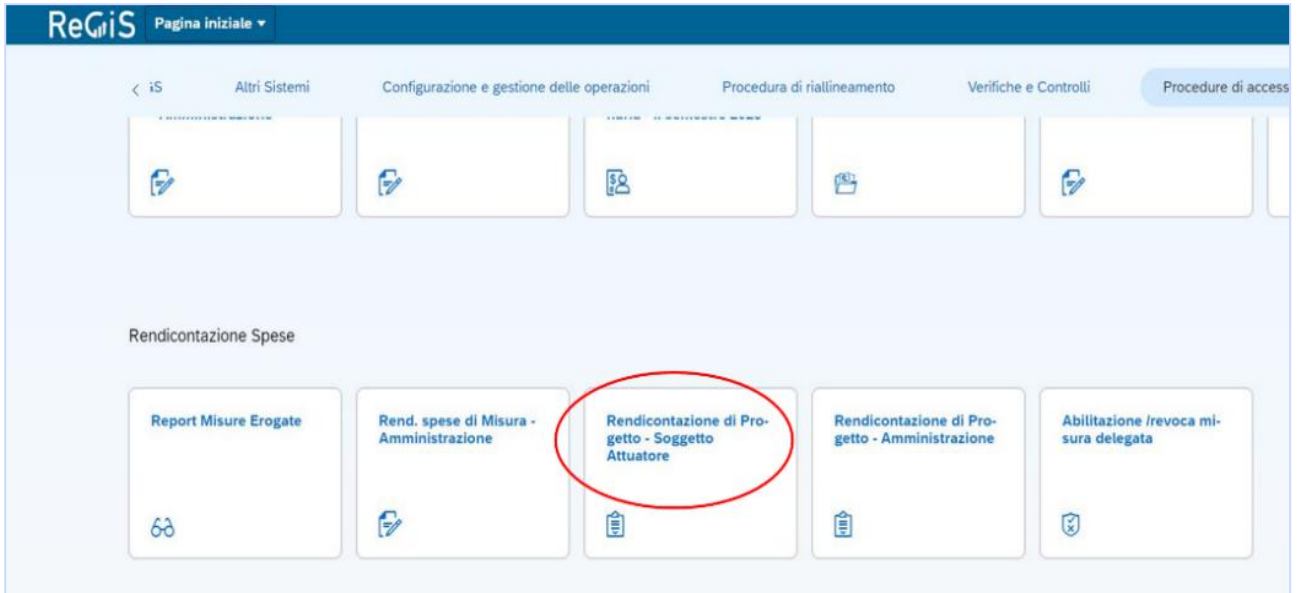 ReGiS Pagina iniziale
iS Altri Sistemi Configurazione e gestione delle operazioni Procedura di riallineamento Verifiche e Controlli Procedure di access
Rendicontazione Spese
Report Misure Erogate
Rend. spese di Misura -
Amministrazione
Rendicontazione di Pro-
getto - Soggetto
Attuatore
Rendicontazione di Pro-
getto - Amministrazione
Abilitazione /revoca mi-
sura delegata